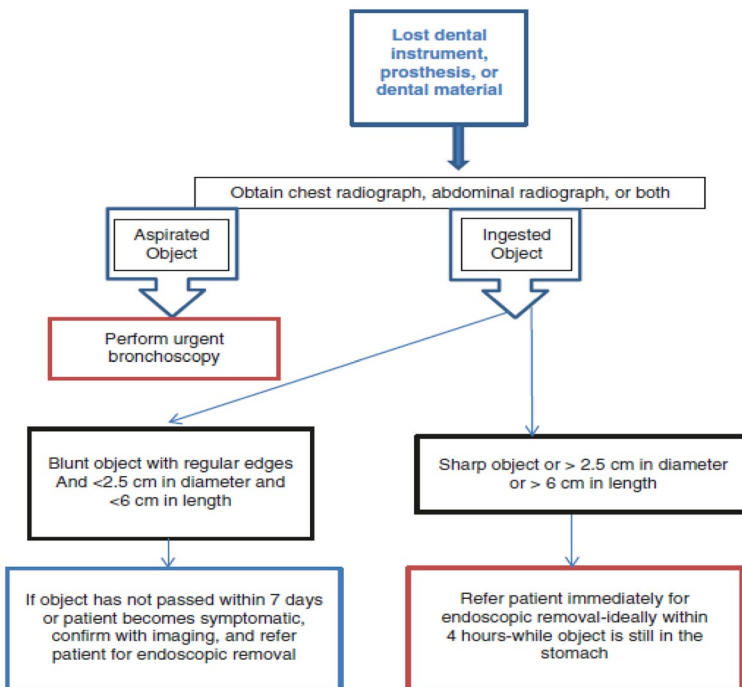 Lost dental
instrument,
prosthesis, or
dental material
Obtain chest radiograph, abdominal radiograph, or both
Aspirated
Object
Ingested
Object
Perform urgent
bronchoscopy
Blunt object with regular edges
And <2.5 cm in diameter and
<6 cm in length
Sharp object or > 2.5 cm in diameter
or > 6 cm in length
If object has not passed within 7 days
or patient becomes symptomatic,
confirm with imaging, and refer
patient for endoscopic removal
Refer patient immediately for
endoscopic removal-ideally within
4 hours-while object is still in the
stomach